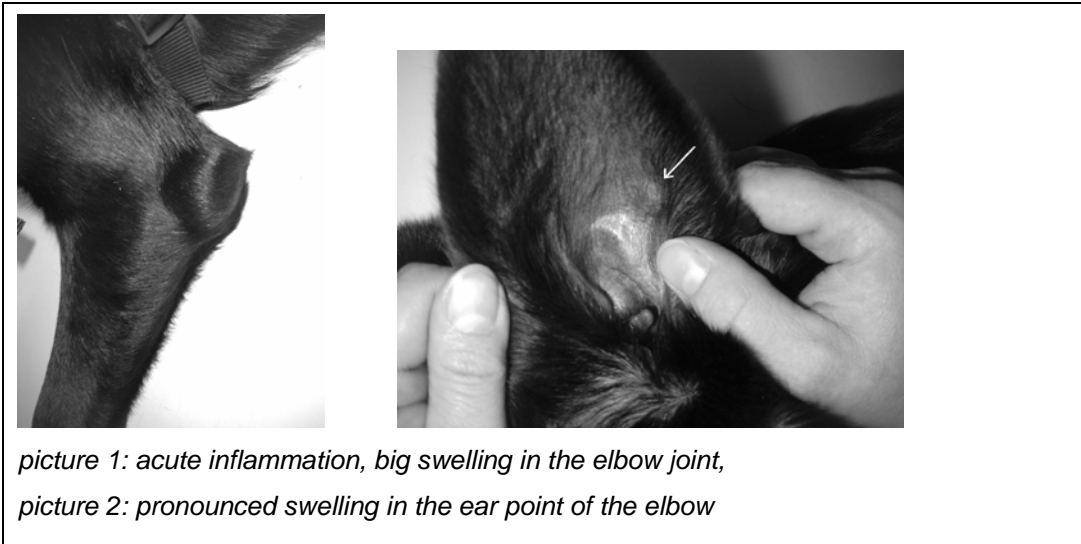 picture 1: acute inflammation, big swelling in the elbow joint,
picture 2: pronounced swelling in the ear point of the elbow